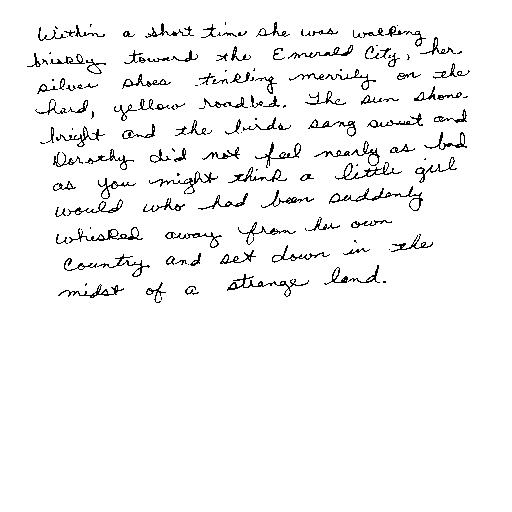 Within a short time she was walking
briskly toward the Emerald City, her
silver shoes tinkling merrily on the
hard, yellow roadbed. The sun shone
bright and the birds sang sweet and
Dorothy did not feel nearly as bad
as you might think a little girl
would who had been suddenly
whisked away from her own
country and set down in the
midst of a strange land.